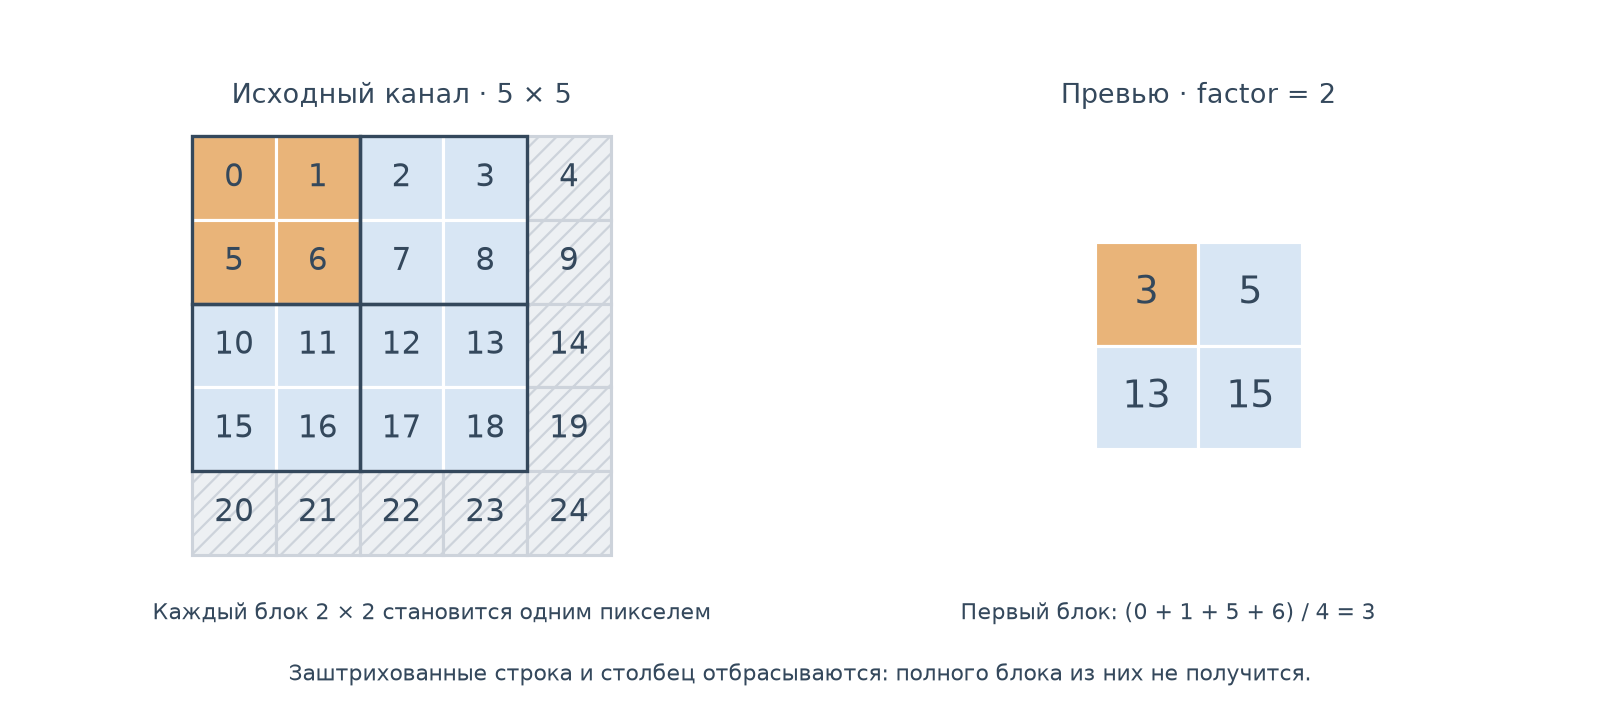 Исходный канал · 5 × 5
Превью · factor = 2
0 1 2 3 4
5 6 7 8 9
10 11 12 13 14
15 16 17 18 19
20 21 22 23 24
3 5
13 15
Каждый блок 2 × 2 становится одним пикселем
Первый блок: (0 + 1 + 5 + 6) / 4 = 3
Заштрихованные строка и столбец отбрасываются: полного блока из них не получится.